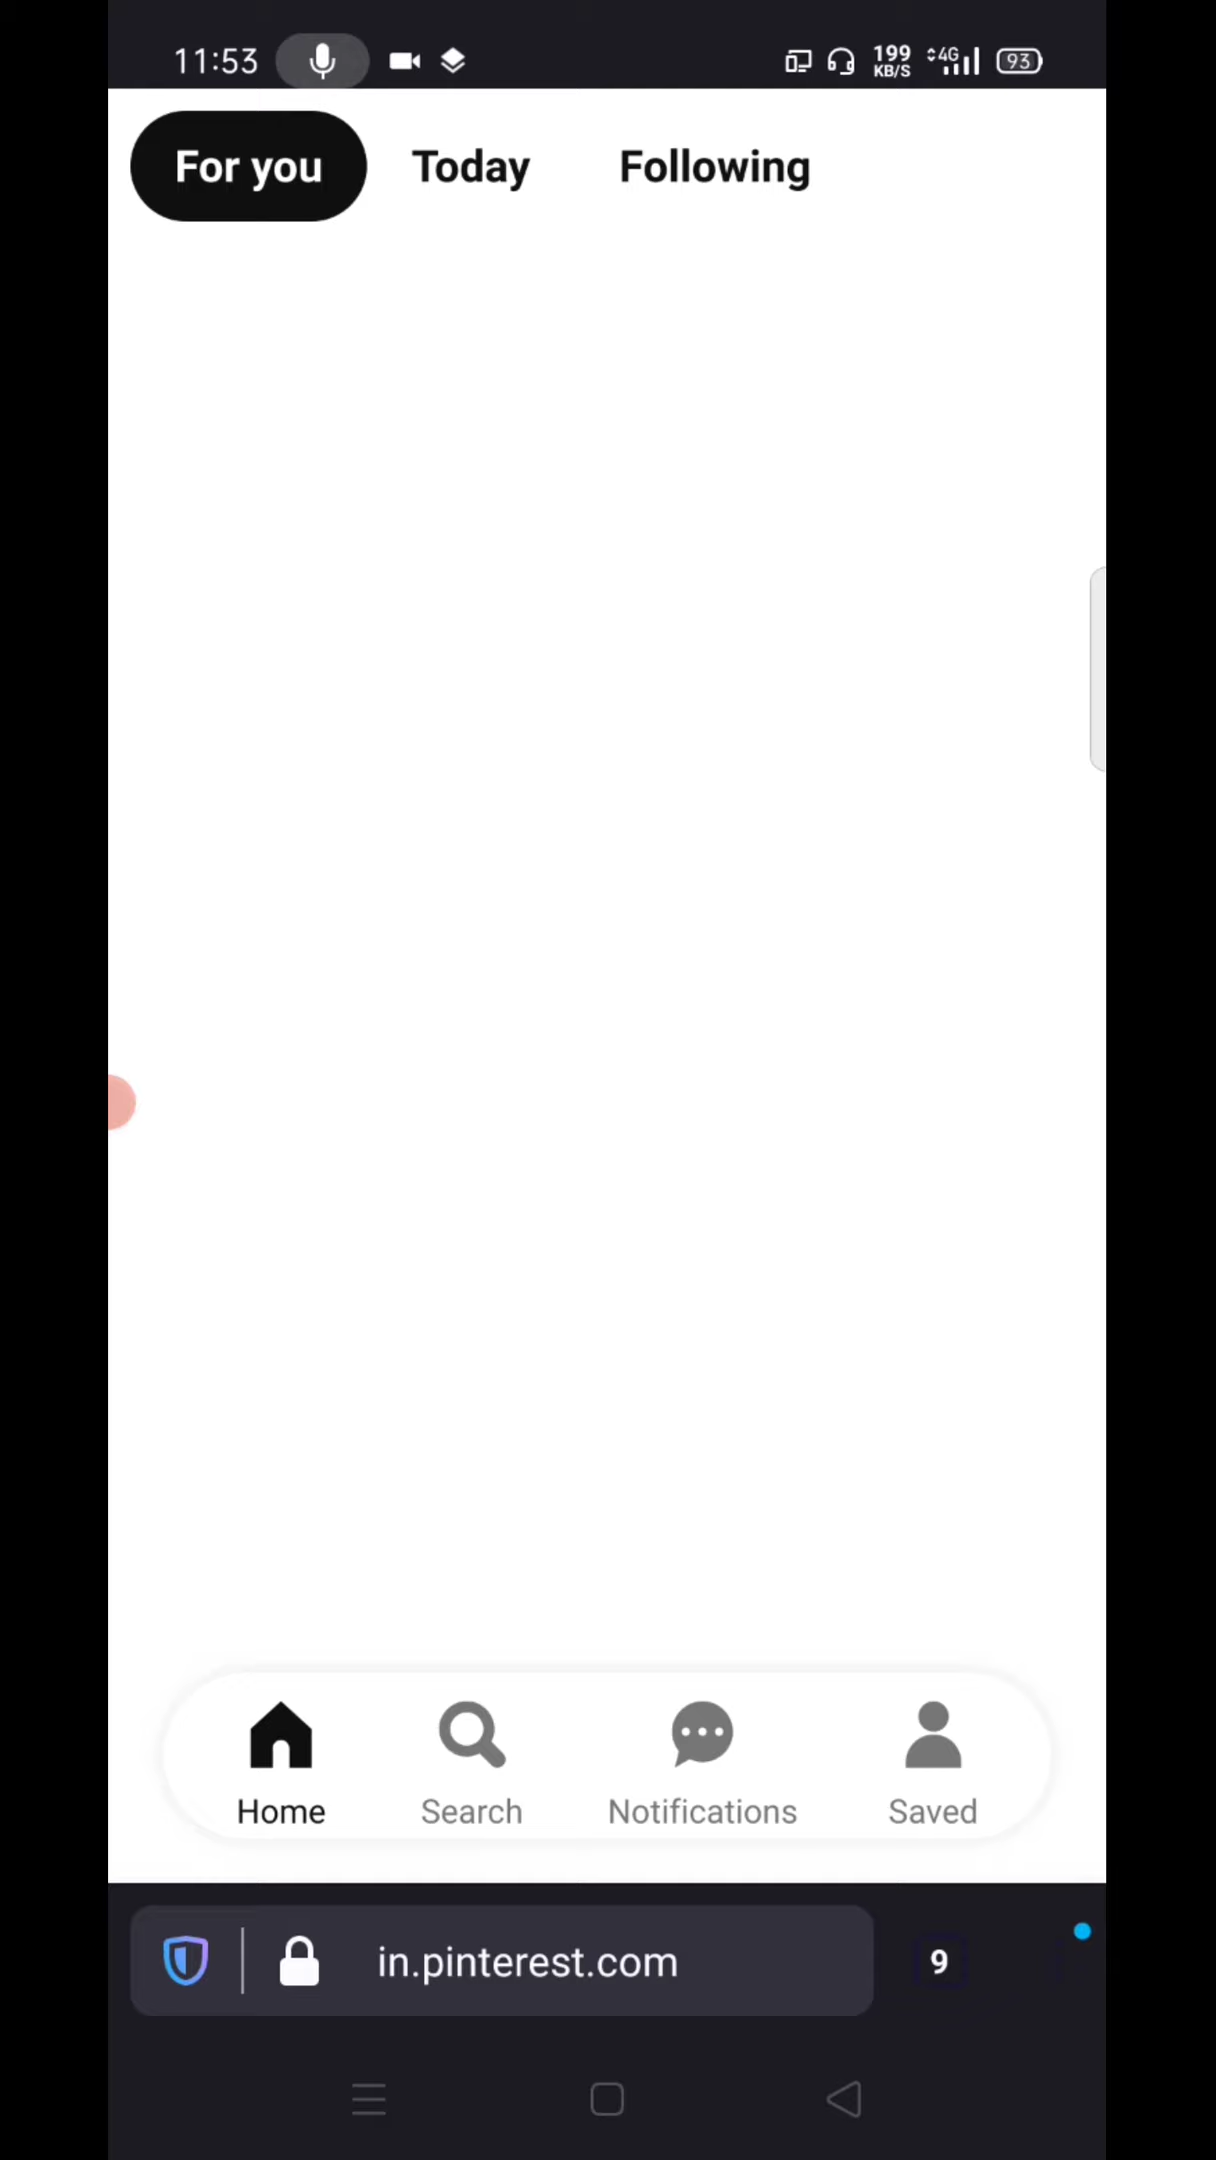 11:53
199
KB/S
4G
93
For you Today Following
Home Search Notifications Saved
in.pinterest.com
9